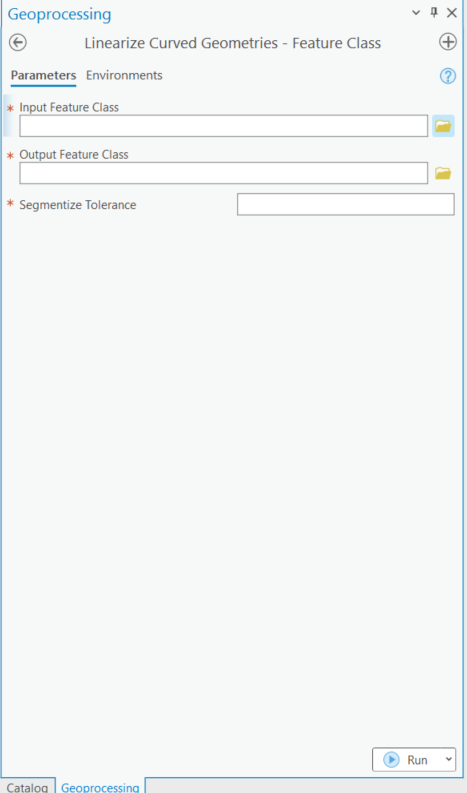 Geoprocessing
Linearize Curved Geometries - Feature Class
Parameters Environments
* Input Feature Class
* Output Feature Class
* Segmentize Tolerance
Run
Catalog Geoprocessing